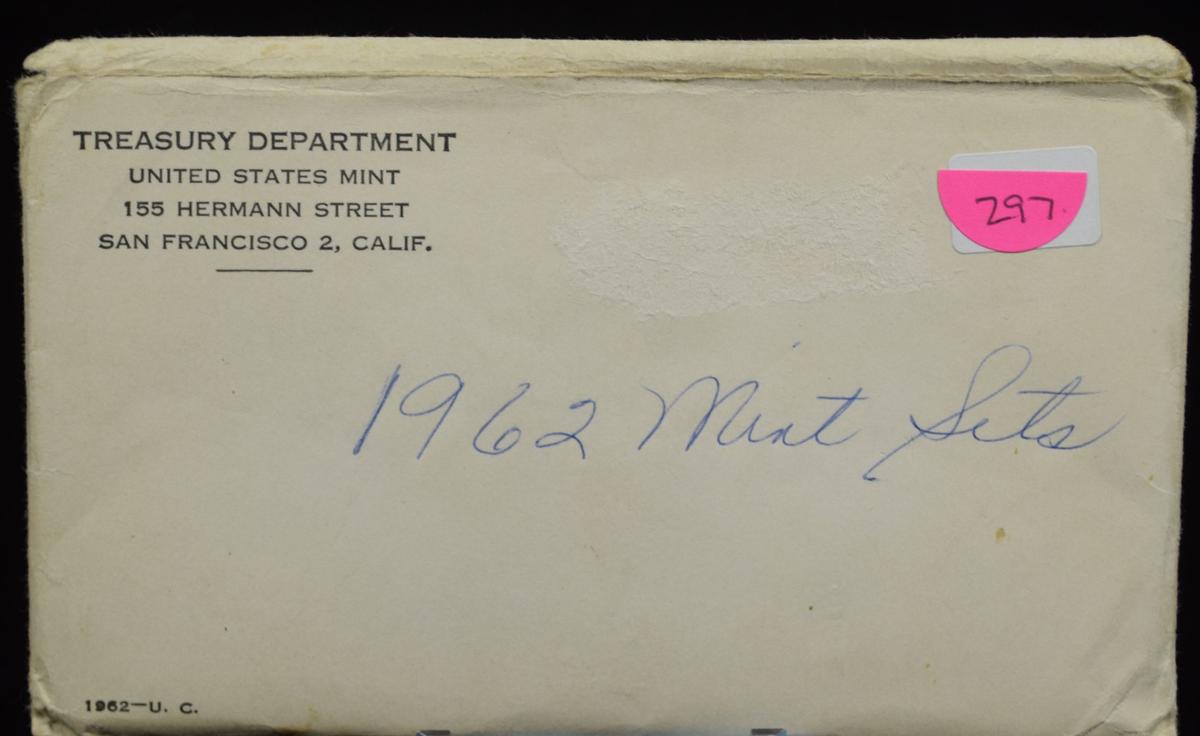 TREASURY DEPARTMENT
UNITED STATES MINT
155 HERMANN STREET
SAN FRANCISCO 2, CALIF.
297.
1962 Mint Sets
1962-U. C.